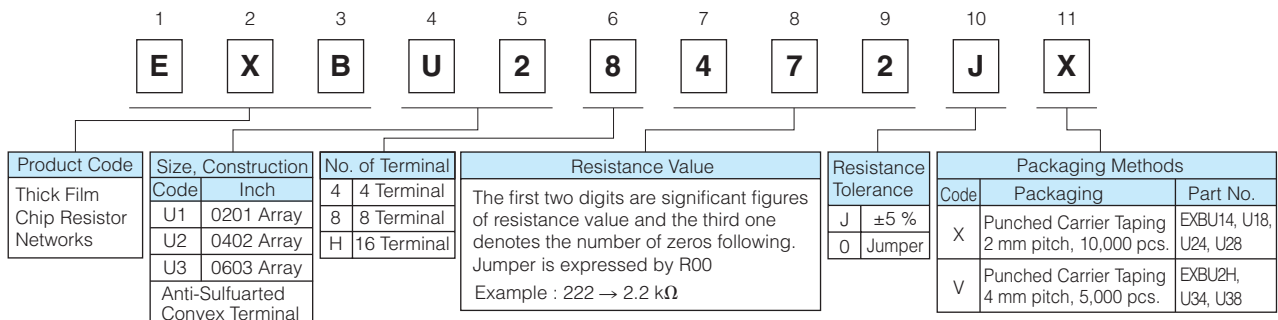 1 2 3 4 5 6 7 8 9 10 11
E X B U 2 8 4 7 2 J X
Product Code
Thick Film
Chip Resistor
Networks
Size, Construction
Code Inch
U1 0201 Array
U2 0402 Array
U3 0603 Array
Anti-Sulfuarted
Convex Terminal
No. of Terminal
4 4 Terminal
8 8 Terminal
H 16 Terminal
Resistance Value
The first two digits are significant figures
of resistance value and the third one
denotes the number of zeros following.
Jumper is expressed by R00
Example : 222 → 2.2 kΩ
Resistance
Tolerance
J ±5 %
0 Jumper
Packaging Methods
Code Packaging Part No.
X Punched Carrier Taping
2 mm pitch, 10,000 pcs.
EXBU14, U18,
U24, U28
V Punched Carrier Taping
4 mm pitch, 5,000 pcs.
EXBU2H,
U34, U38